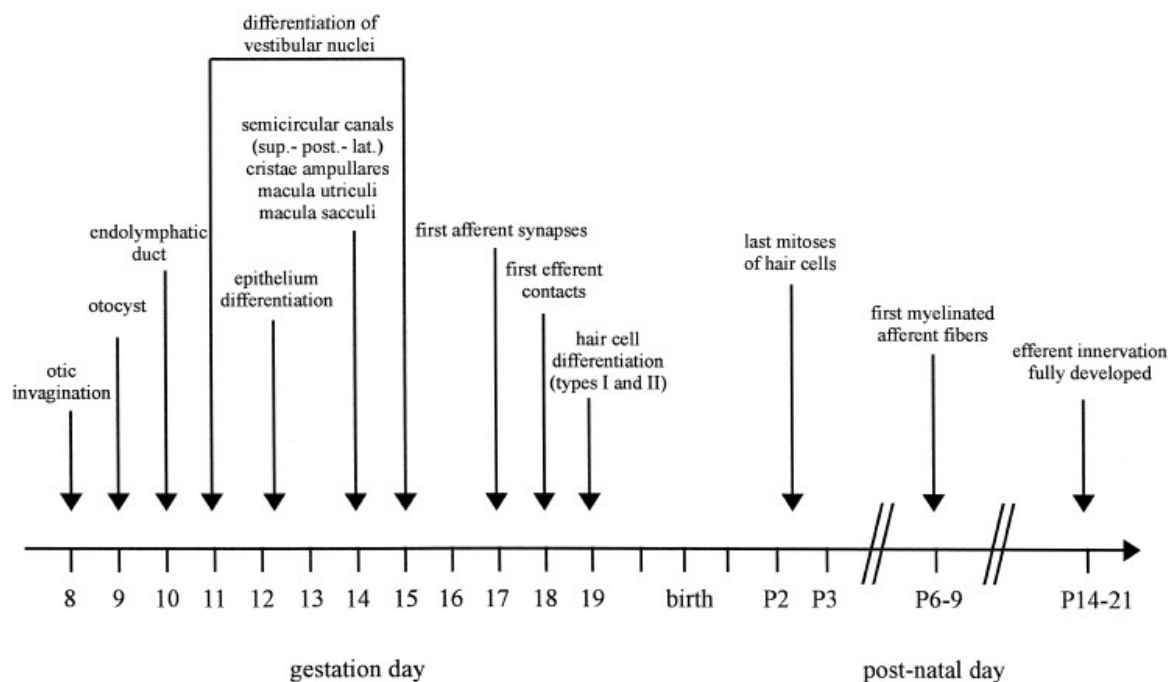 differentiation of
vestibular nuclei
semicircular canals
(sup.- post.- lat.)
cristae ampullares
macula utriculi
macula sacculi
endolymphatic
duct
first afferent synapses
last mitoses
of hair cells
epithelium
differentiation
first efferent
contacts
otocyst
first myelinated
afferent fibers
hair cell
differentiation
(types I and II)
efferent innervation
fully developed
otic
invagination
8 9 10 11 12 13 14 15 16 17 18 19 birth P2 P3 P6-9 P14-21
gestation day post-natal day